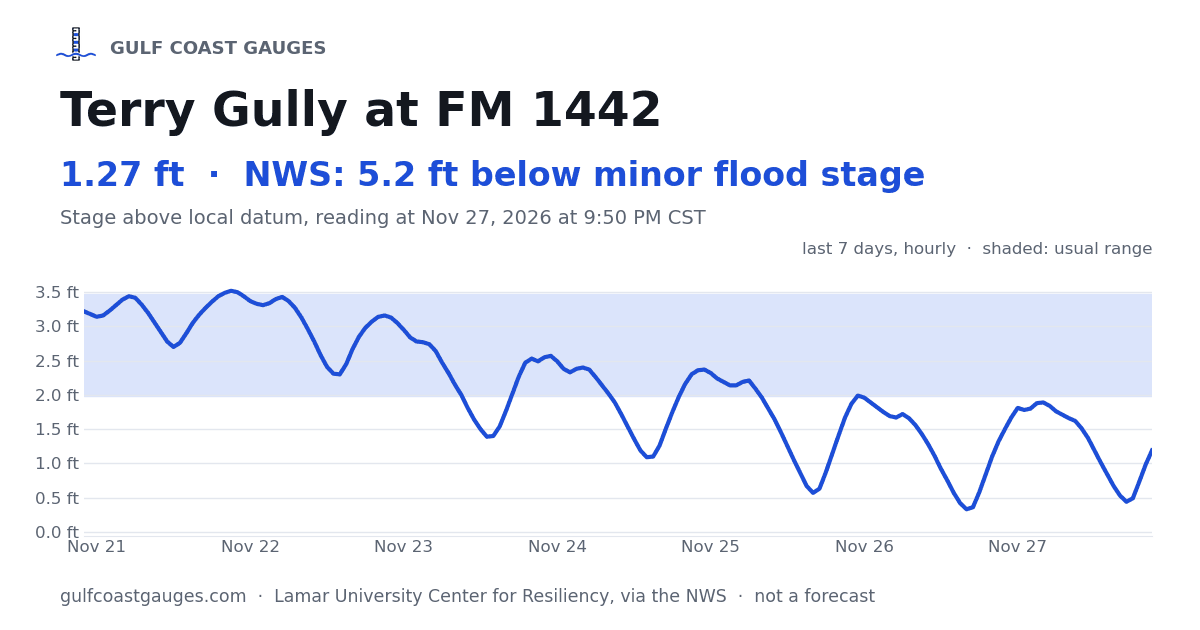 GULF COAST GAUGES
Terry Gully at FM 1442
1.27 ft · NWS: 5.2 ft below minor flood stage
Stage above local datum, reading at Nov 27, 2026 at 9:50 PM CST
last 7 days, hourly · shaded: usual range
3.5 ft
3.0 ft
2.5 ft
2.0 ft
1.5 ft
1.0 ft
0.5 ft
0.0 ft
Nov 21 Nov 22 Nov 23 Nov 24 Nov 25 Nov 26 Nov 27
gulfcoastgauges.com · Lamar University Center for Resiliency, via the NWS · not a forecast